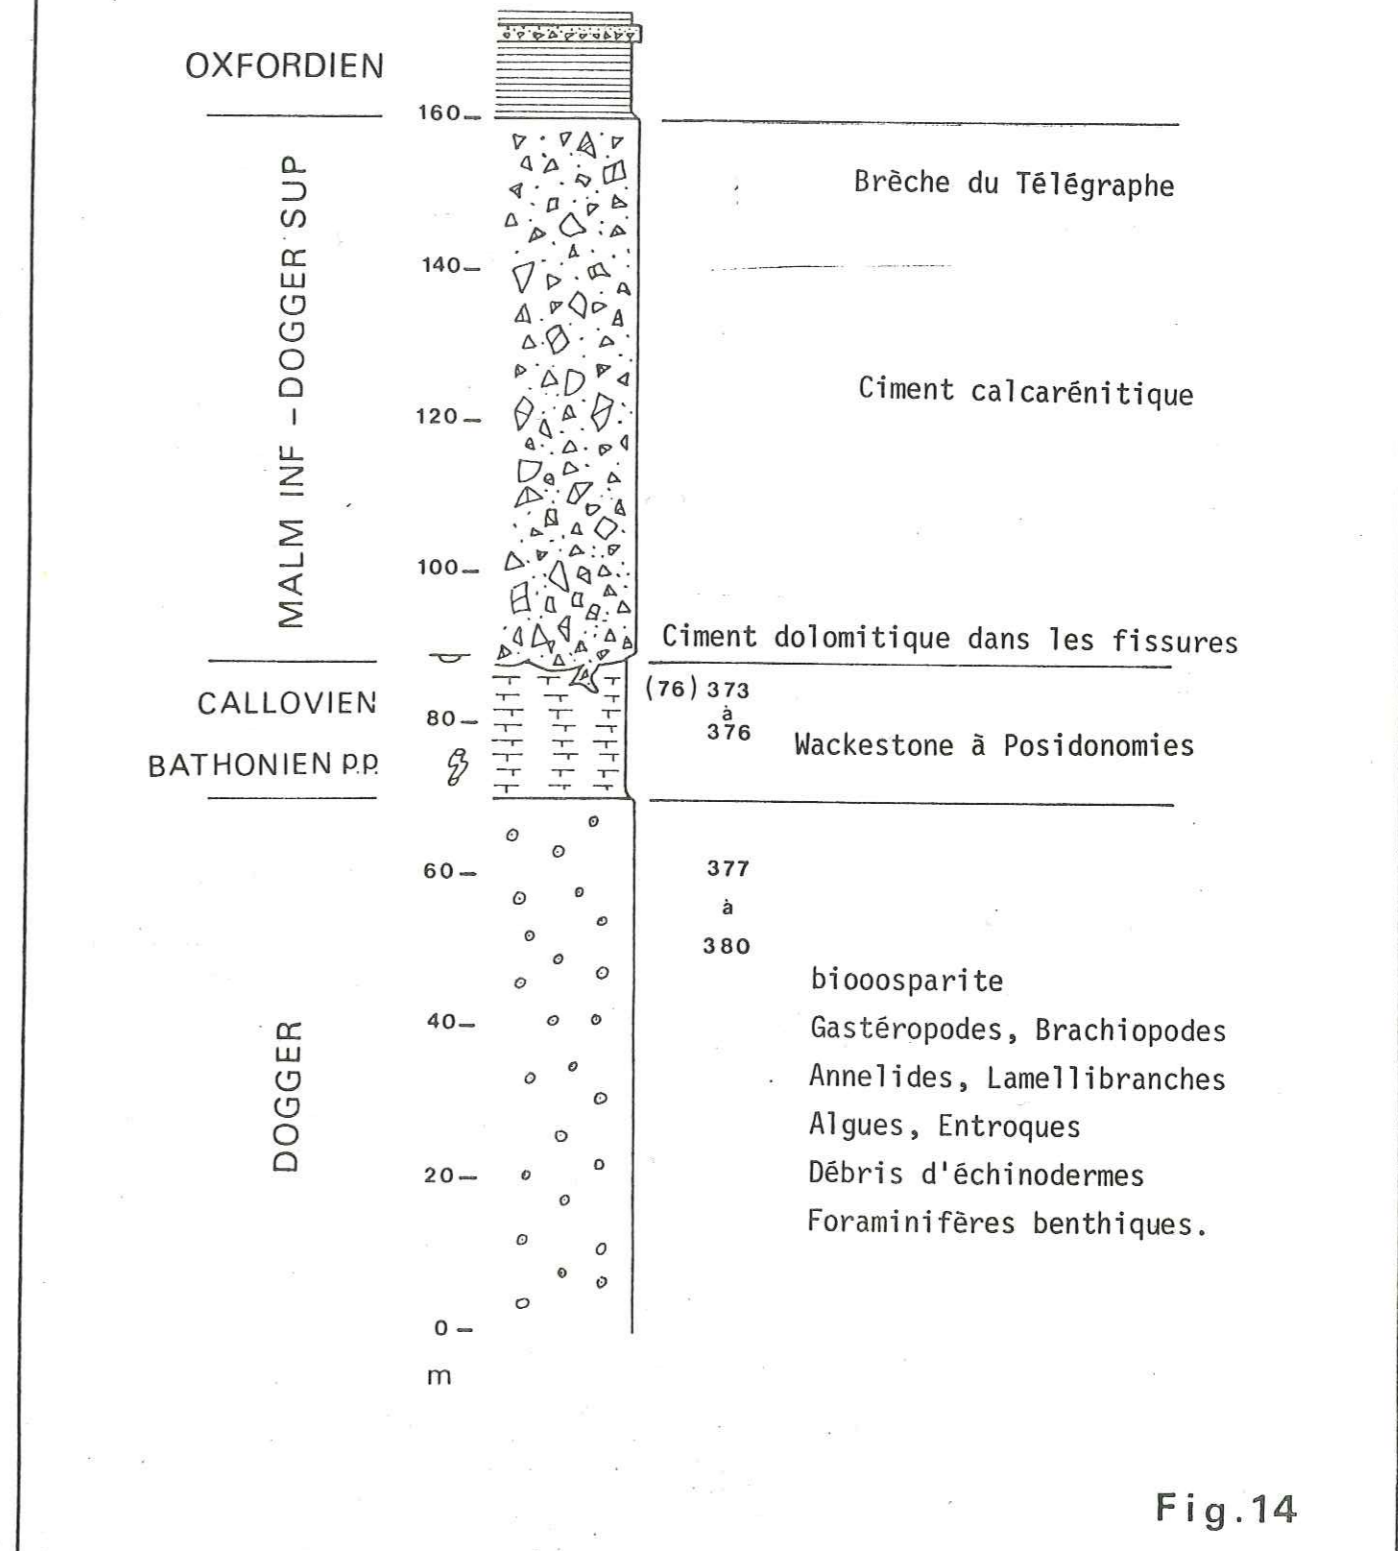 OXFORDIEN
160
MALM INF - DOGGER SUP
Brèche du Télégraphe
140
Ciment calcarénitique
120
100
Ciment dolomitique dans les fissures
CALLOVIEN
80
(76) 373
à
376
Wackestone à Posidonomies
BATHONIEN p.p.
DOGGER
60
377
à
380
biooosparite
40
Gastéropodes, Brachiopodes
Annelides, Lamellibranches
Algues, Entroques
20
Débris d'échinodermes
Foraminifères benthiques.
0
m
Fig.14